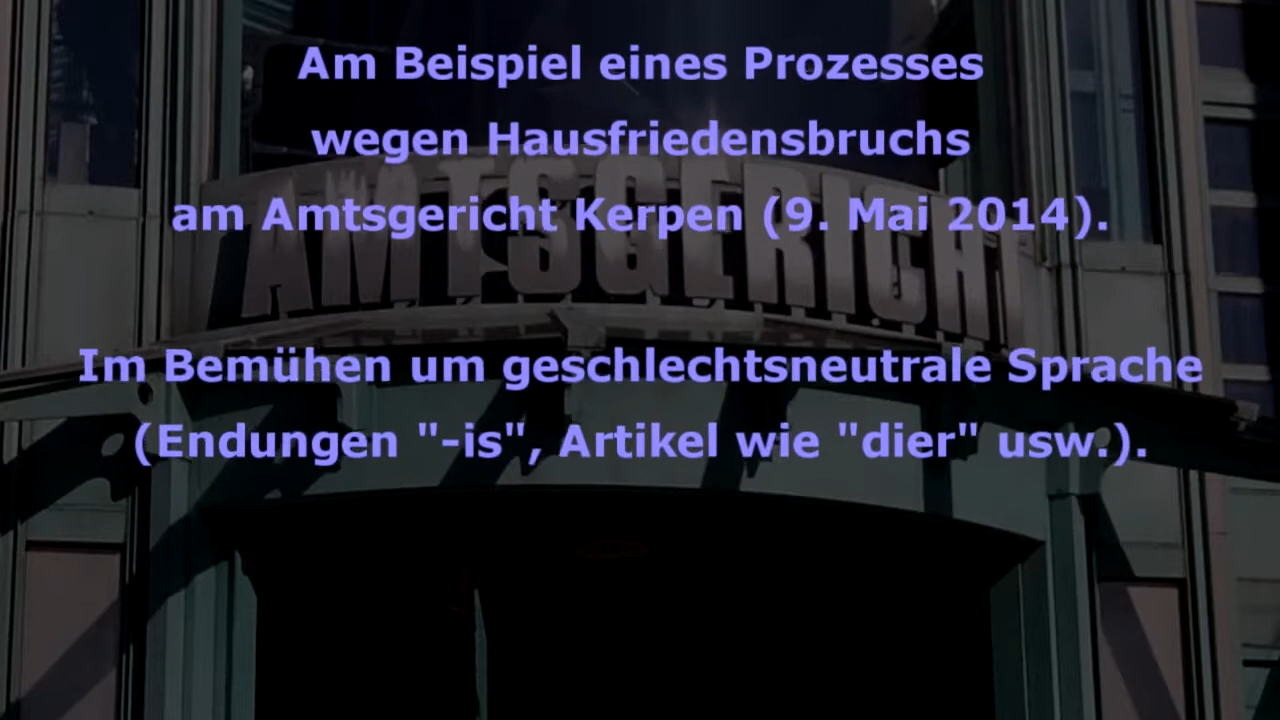 Am Beispiel eines Prozesses
wegen Hausfriedensbruchs
am Amtsgericht Kerpen (9. Mai 2014).
AMTSGERICHT
Im Bemühen um geschlechtsneutrale Sprache
(Endungen "-is", Artikel wie "dier" usw.).